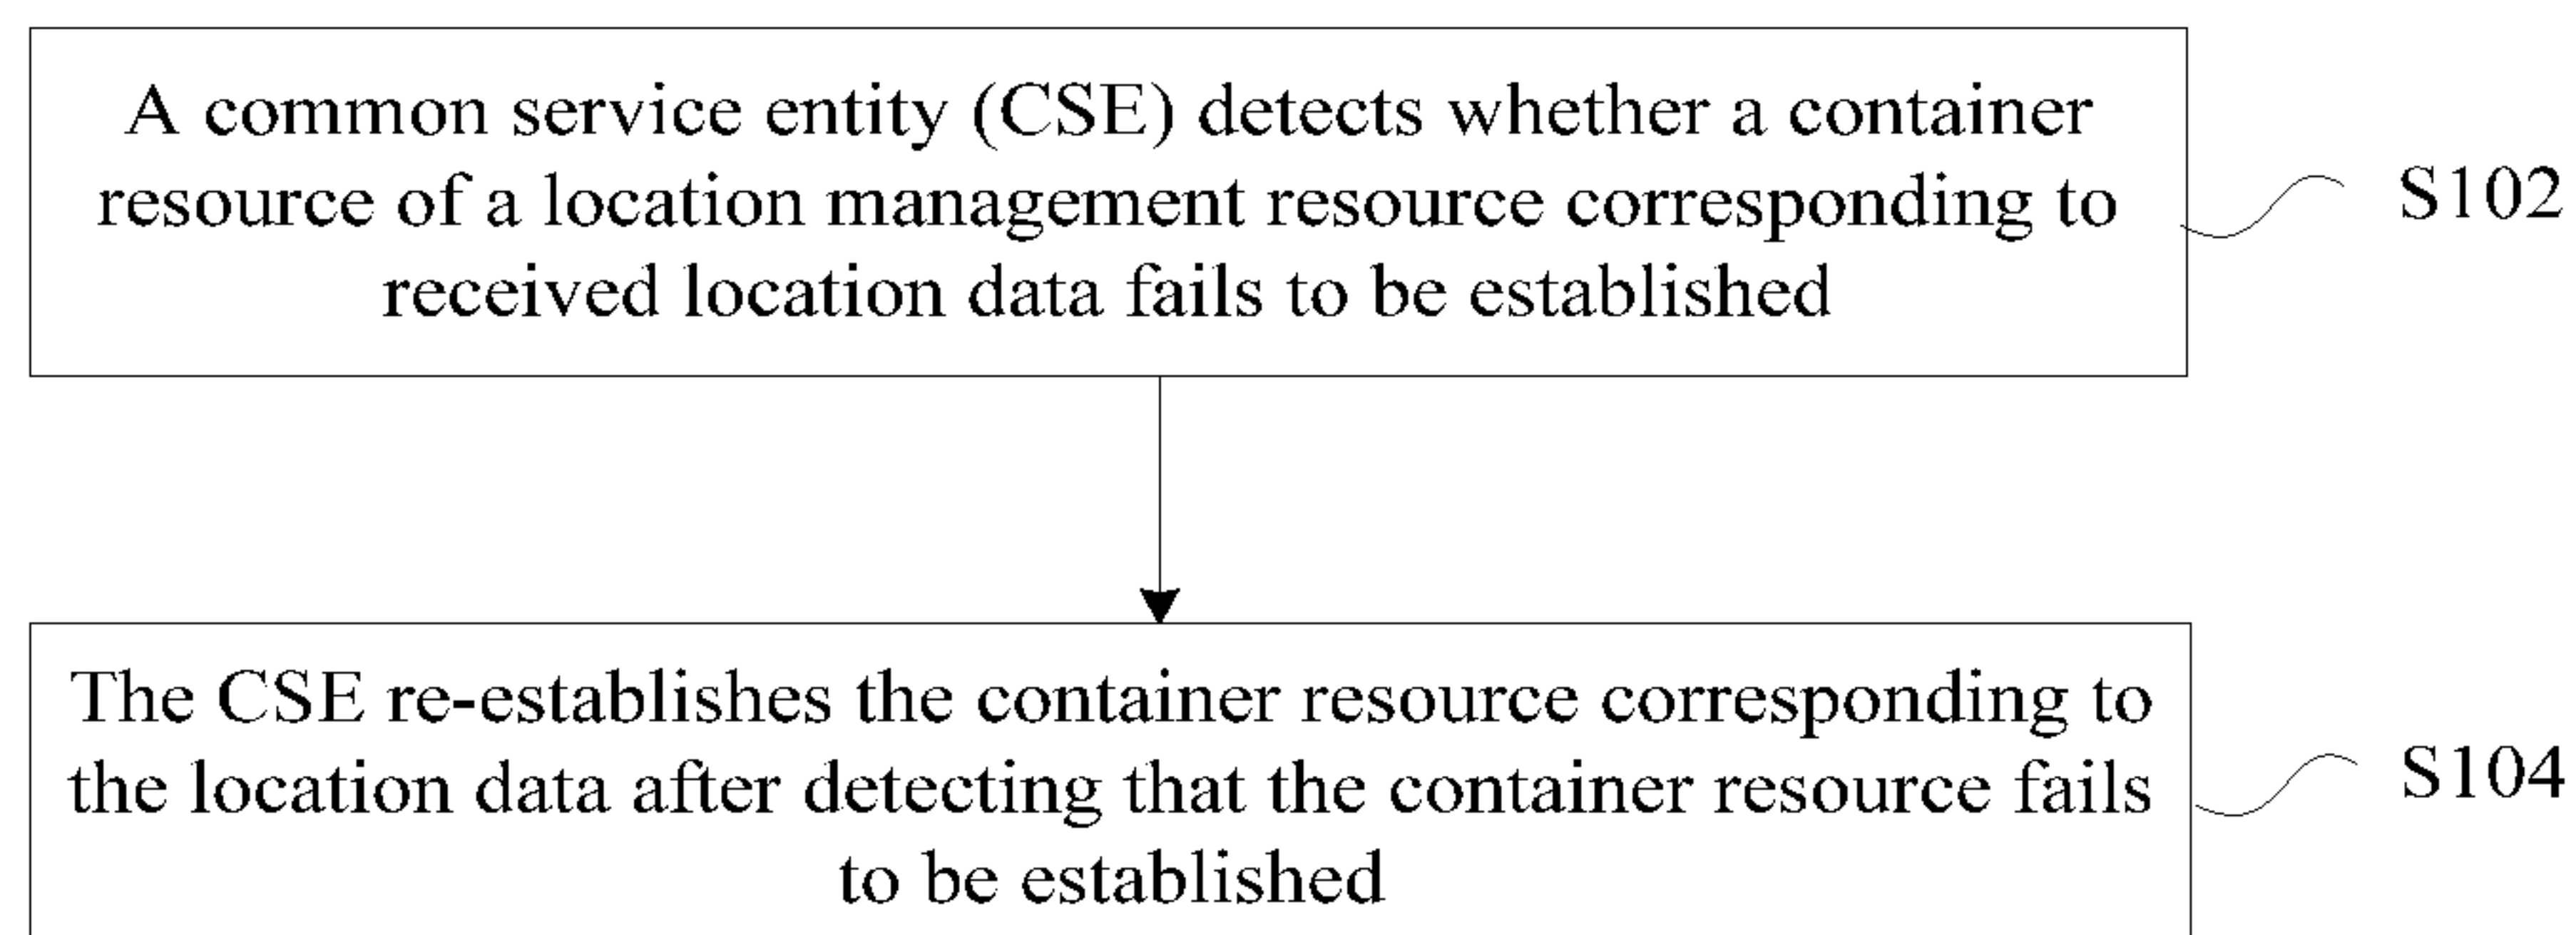 A common service entity (CSE) detects whether a container
resource of a location management resource corresponding to
received location data fails to be established
S102
The CSE re-establishes the container resource corresponding to
the location data after detecting that the container resource fails
to be established
S104